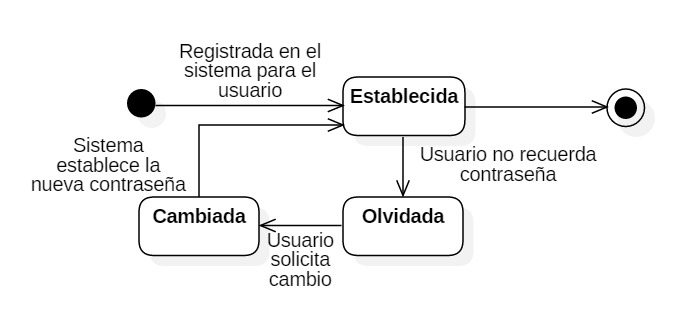 Registrada en el
sistema para el
usuario
Establecida
Sistema
establece la
nueva contraseña
Usuario no recuerda
contraseña
Cambiada
Olvidada
Usuario
solicita
cambio